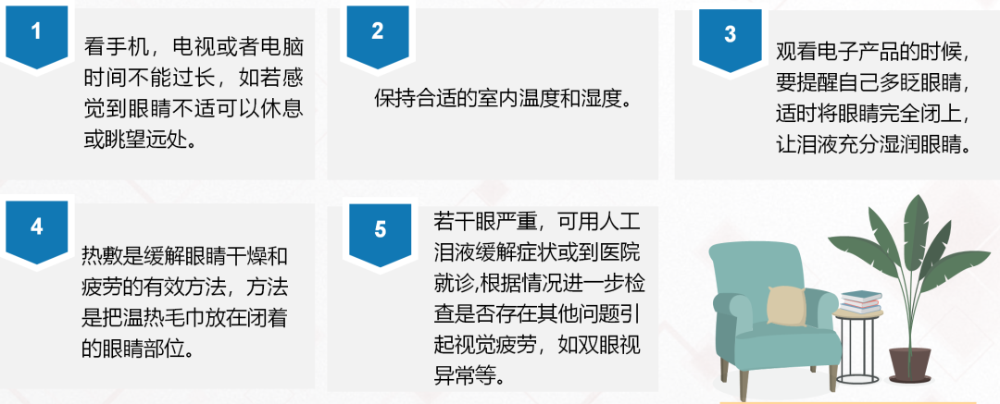 1
看手机，电视或者电脑
时间不能过长，如若感
觉到眼睛不适可以休息
或眺望远处。
2
保持合适的室内温度和湿度。
3
观看电子产品的时候，
要提醒自己多眨眼睛，
适时将眼睛完全闭上，
让泪液充分湿润眼睛。
4
热敷是缓解眼睛干燥和
疲劳的有效方法，方法
是把温热毛巾放在闭着
的眼睛部位。
5
若干眼严重，可用人工
泪液缓解症状或到医院
就诊,根据情况进一步检
查是否存在其他问题引
起视觉疲劳，如双眼视
异常等。